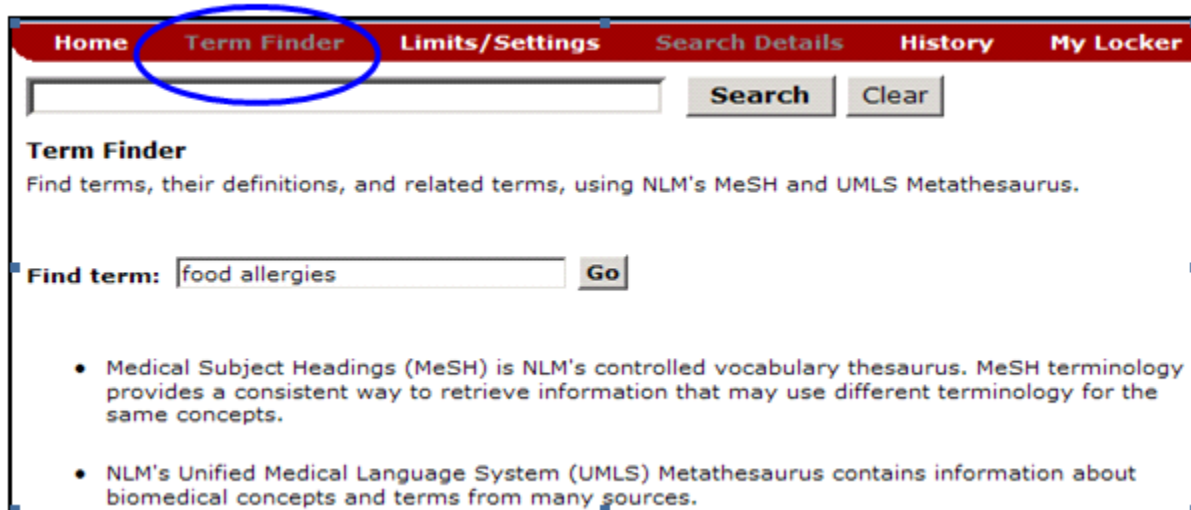 Home Term Finder Limits/Settings Search Details History My Locker
Search Clear
Term Finder
Find terms, their definitions, and related terms, using NLM's MeSH and UMLS Metathesaurus.
Find term: food allergies Go
• Medical Subject Headings (MeSH) is NLM's controlled vocabulary thesaurus. MeSH terminology
provides a consistent way to retrieve information that may use different terminology for the
same concepts.
• NLM's Unified Medical Language System (UMLS) Metathesaurus contains information about
biomedical concepts and terms from many sources.